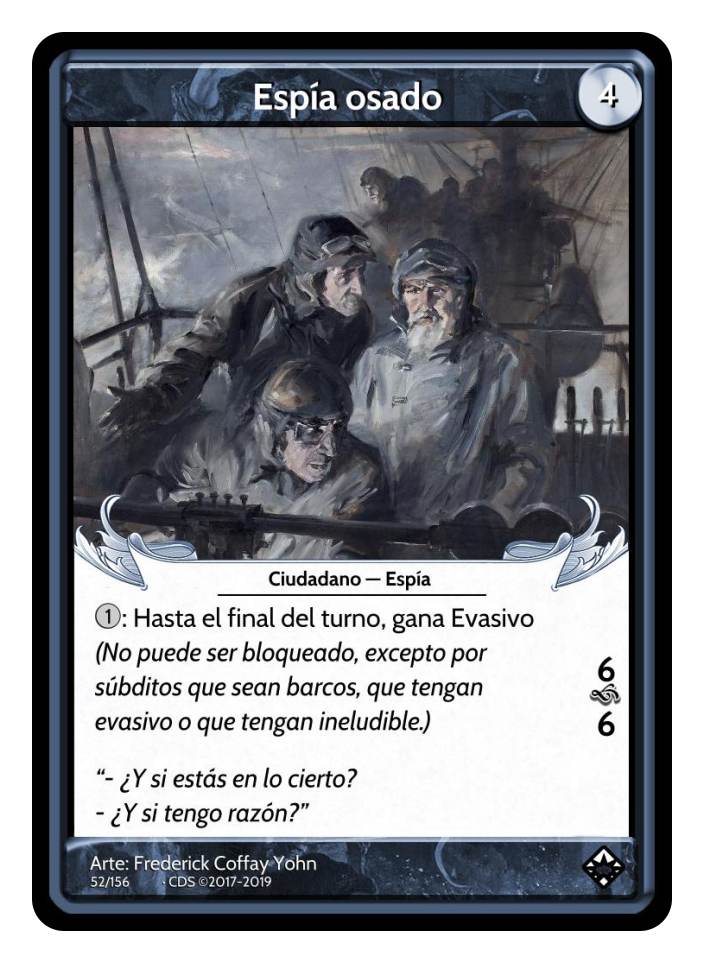 Espía osado
4
Ciudadano — Espía
1: Hasta el final del turno, gana Evasivo
(No puede ser bloqueado, excepto por
súbditos que sean barcos, que tengan
evasivo o que tengan ineludible.)
6
6
“- ¿Y si estás en lo cierto?
- ¿Y si tengo razón?”
Arte: Frederick Coffay Yohn
52/156 · CDS ©2017-2019